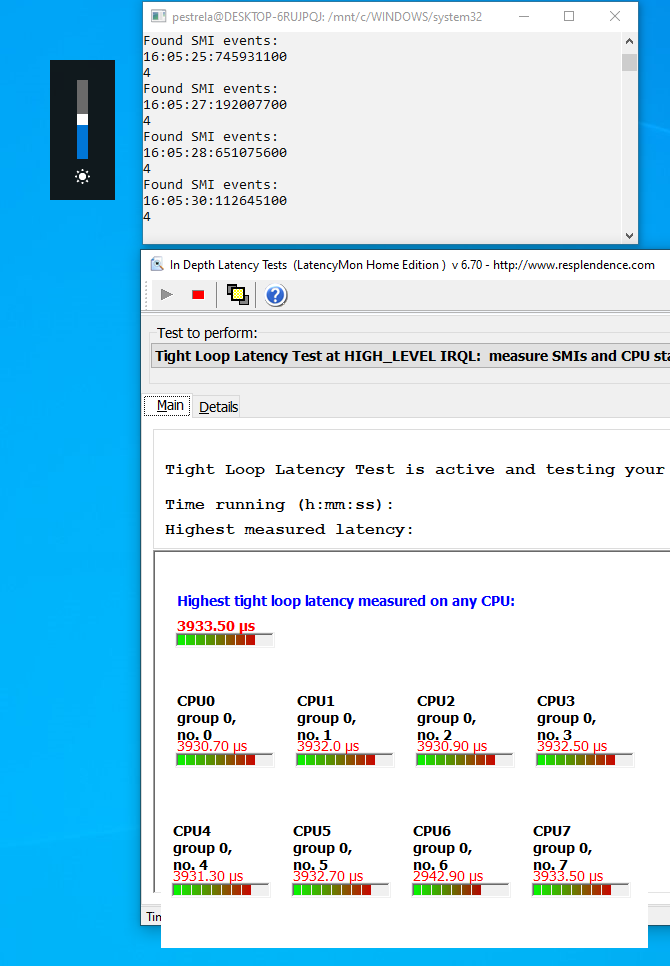 pestrela@DESKTOP-6RUJPQJ: /mnt/c/WINDOWS/system32
Found SMI events:
16:05:25:745931100
4
Found SMI events:
16:05:27:192007700
4
Found SMI events:
16:05:28:651075600
4
Found SMI events:
16:05:30:112645100
4
In Depth Latency Tests (LatencyMon Home Edition ) v 6.70 - http://www.resplendence.com
Test to perform:
Tight Loop Latency Test at HIGH_LEVEL IRQL: measure SMIs and CPU sta
Main Details
Tight Loop Latency Test is active and testing your
Time running (h:mm:ss):
Highest measured latency:
Highest tight loop latency measured on any CPU:
3933.50 µs
CPU0 CPU1 CPU2 CPU3
group 0, group 0, group 0, group 0,
no. 0 no. 1 no. 2 no. 3
3930.70 µs 3932.0 µs 3930.90 µs 3932.50 µs
CPU4 CPU5 CPU6 CPU7
group 0, group 0, group 0, group 0,
no. 4 no. 5 no. 6 no. 7
3931.30 µs 3932.70 µs 2942.90 µs 3933.50 µs